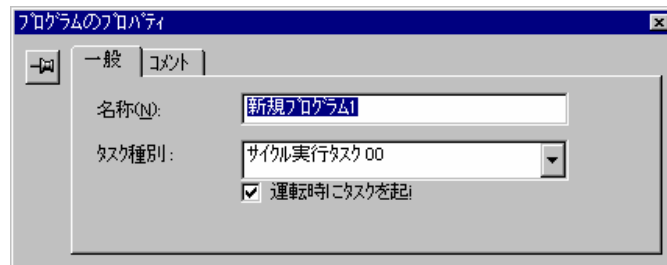 プログラムのプロパティ
一般 コメント
名称(N): 新規プログラム1
タスク種別: サイクル実行タスク 00
運転時にタスクを起